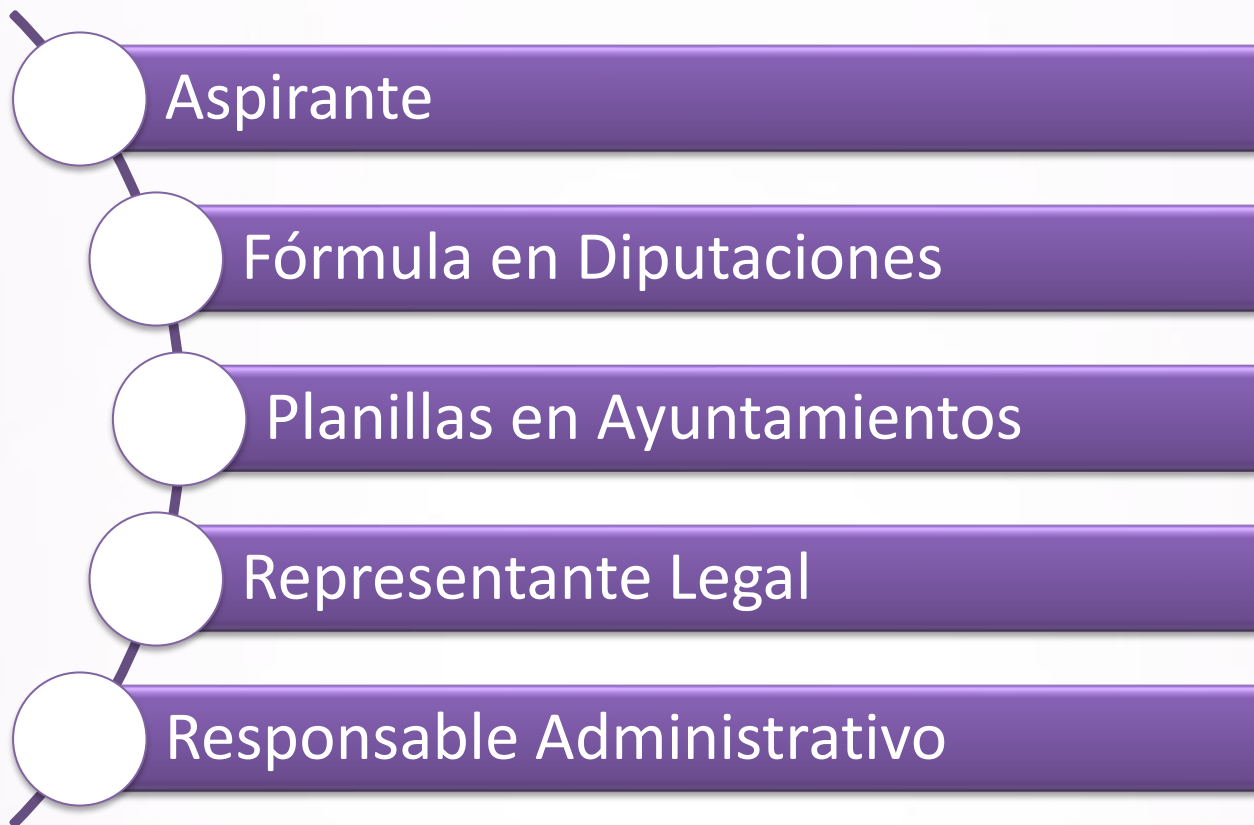 Aspirante
Fórmula en Diputaciones
Planillas en Ayuntamientos
Representante Legal
Responsable Administrativo